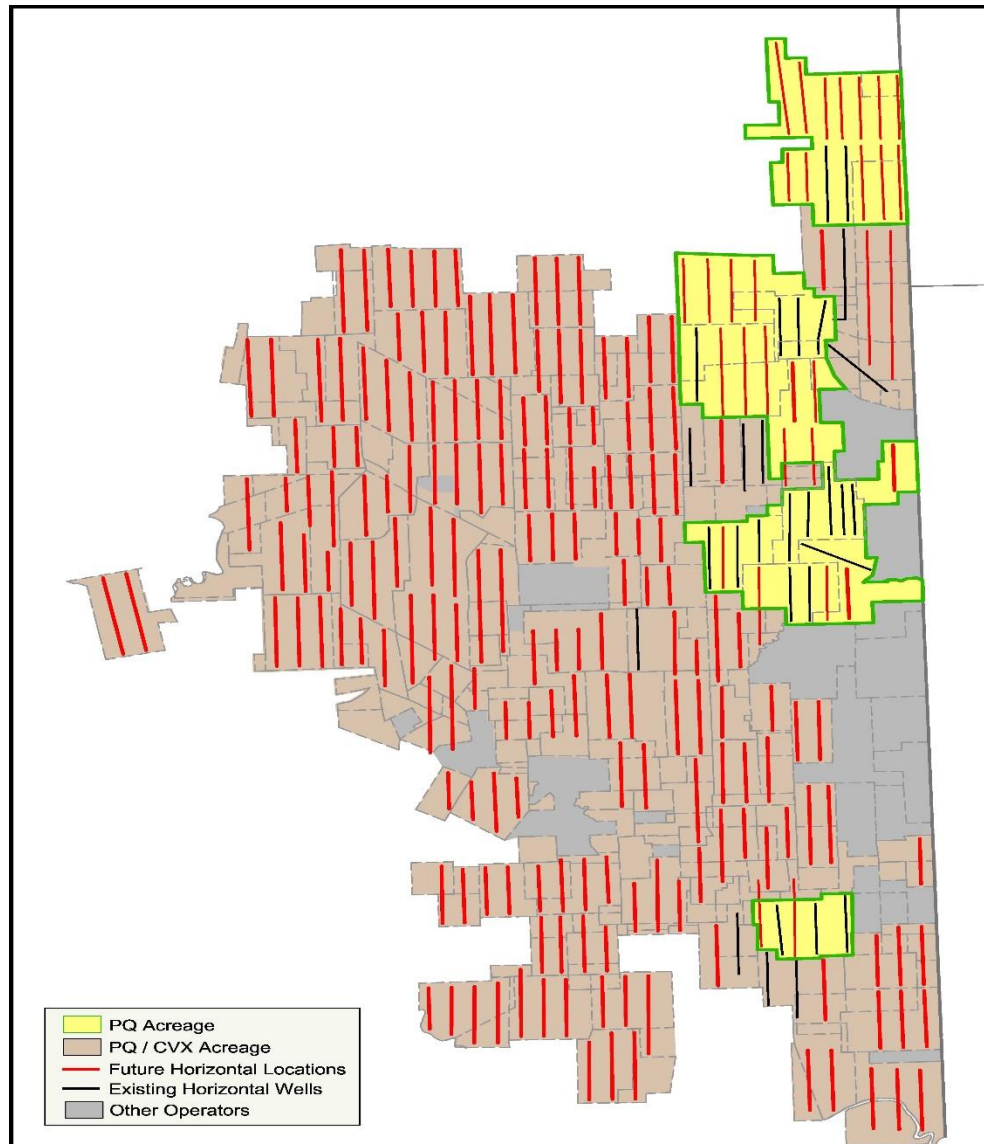 PQ Acreage
PQ / CVX Acreage
Future Horizontal Locations
Existing Horizontal Wells
Other Operators